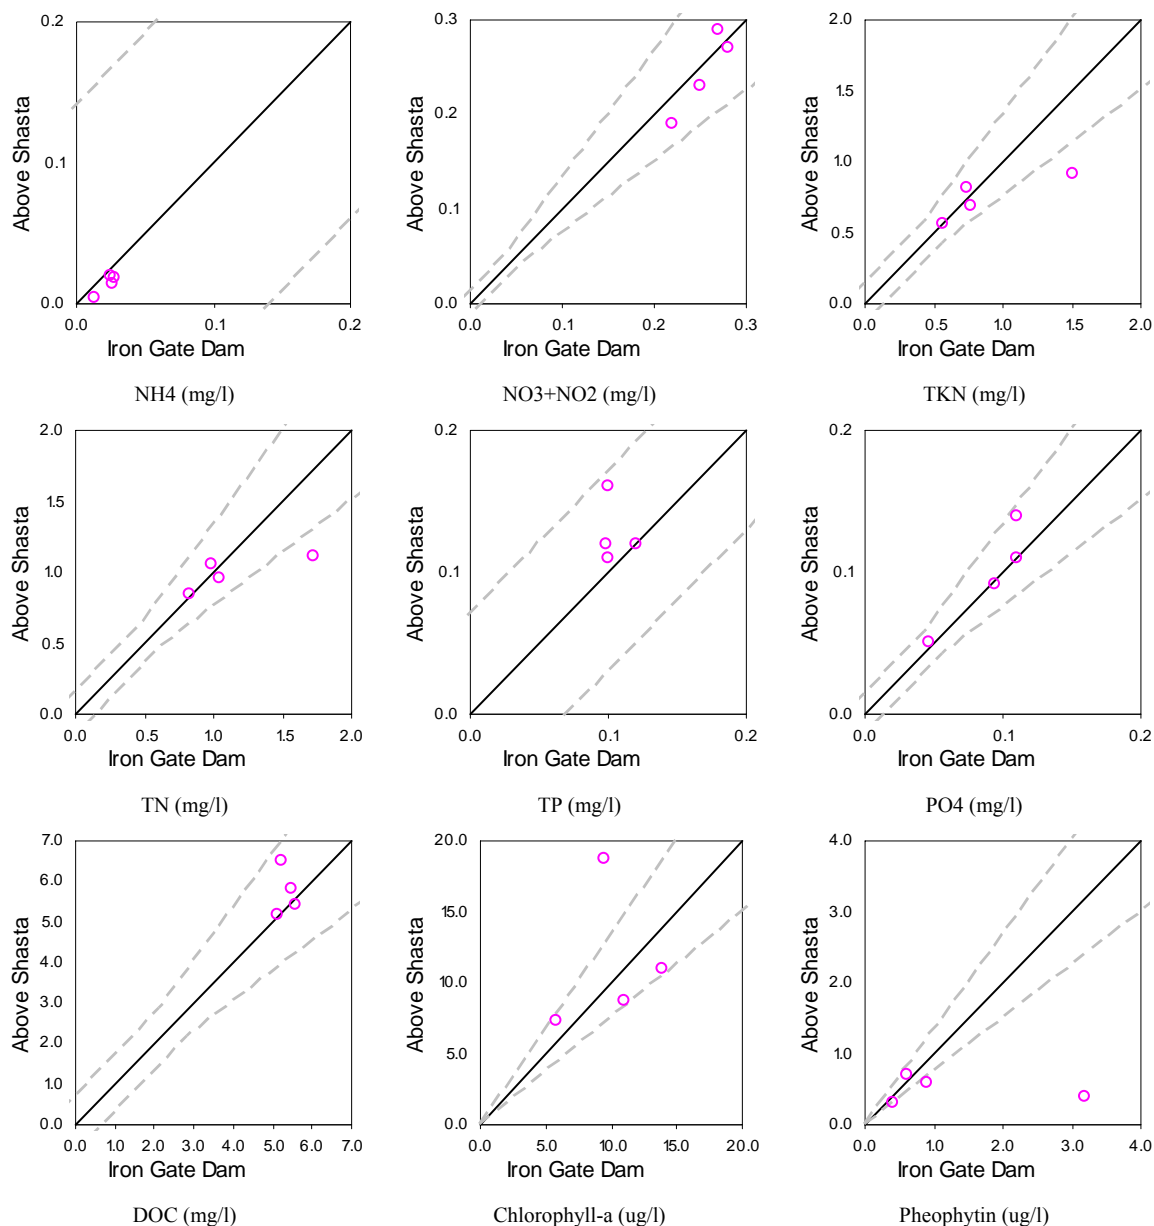 0.2
0.1
0.0
Above Shasta
0.0 0.1 0.2
Iron Gate Dam
NH4 (mg/l)
0.3
0.2
0.1
0.0
Above Shasta
0.0 0.1 0.2 0.3
Iron Gate Dam
NO3+NO2 (mg/l)
2.0
1.5
1.0
0.5
0.0
Above Shasta
0.0 0.5 1.0 1.5 2.0
Iron Gate Dam
TKN (mg/l)
2.0
1.5
1.0
0.5
0.0
Above Shasta
0.0 0.5 1.0 1.5 2.0
Iron Gate Dam
TN (mg/l)
0.2
0.1
0.0
Above Shasta
0.0 0.1 0.2
Iron Gate Dam
TP (mg/l)
0.2
0.1
0.0
Above Shasta
0.0 0.1 0.2
Iron Gate Dam
PO4 (mg/l)
7.0
6.0
5.0
4.0
3.0
2.0
1.0
0.0
Above Shasta
0.0 1.0 2.0 3.0 4.0 5.0 6.0 7.0
Iron Gate Dam
DOC (mg/l)
20.0
15.0
10.0
5.0
0.0
Above Shasta
0.0 5.0 10.0 15.0 20.0
Iron Gate Dam
Chlorophyll-a (ug/l)
4.0
3.0
2.0
1.0
0.0
Above Shasta
0.0 1.0 2.0 3.0 4.0
Iron Gate Dam
Pheophytin (ug/l)